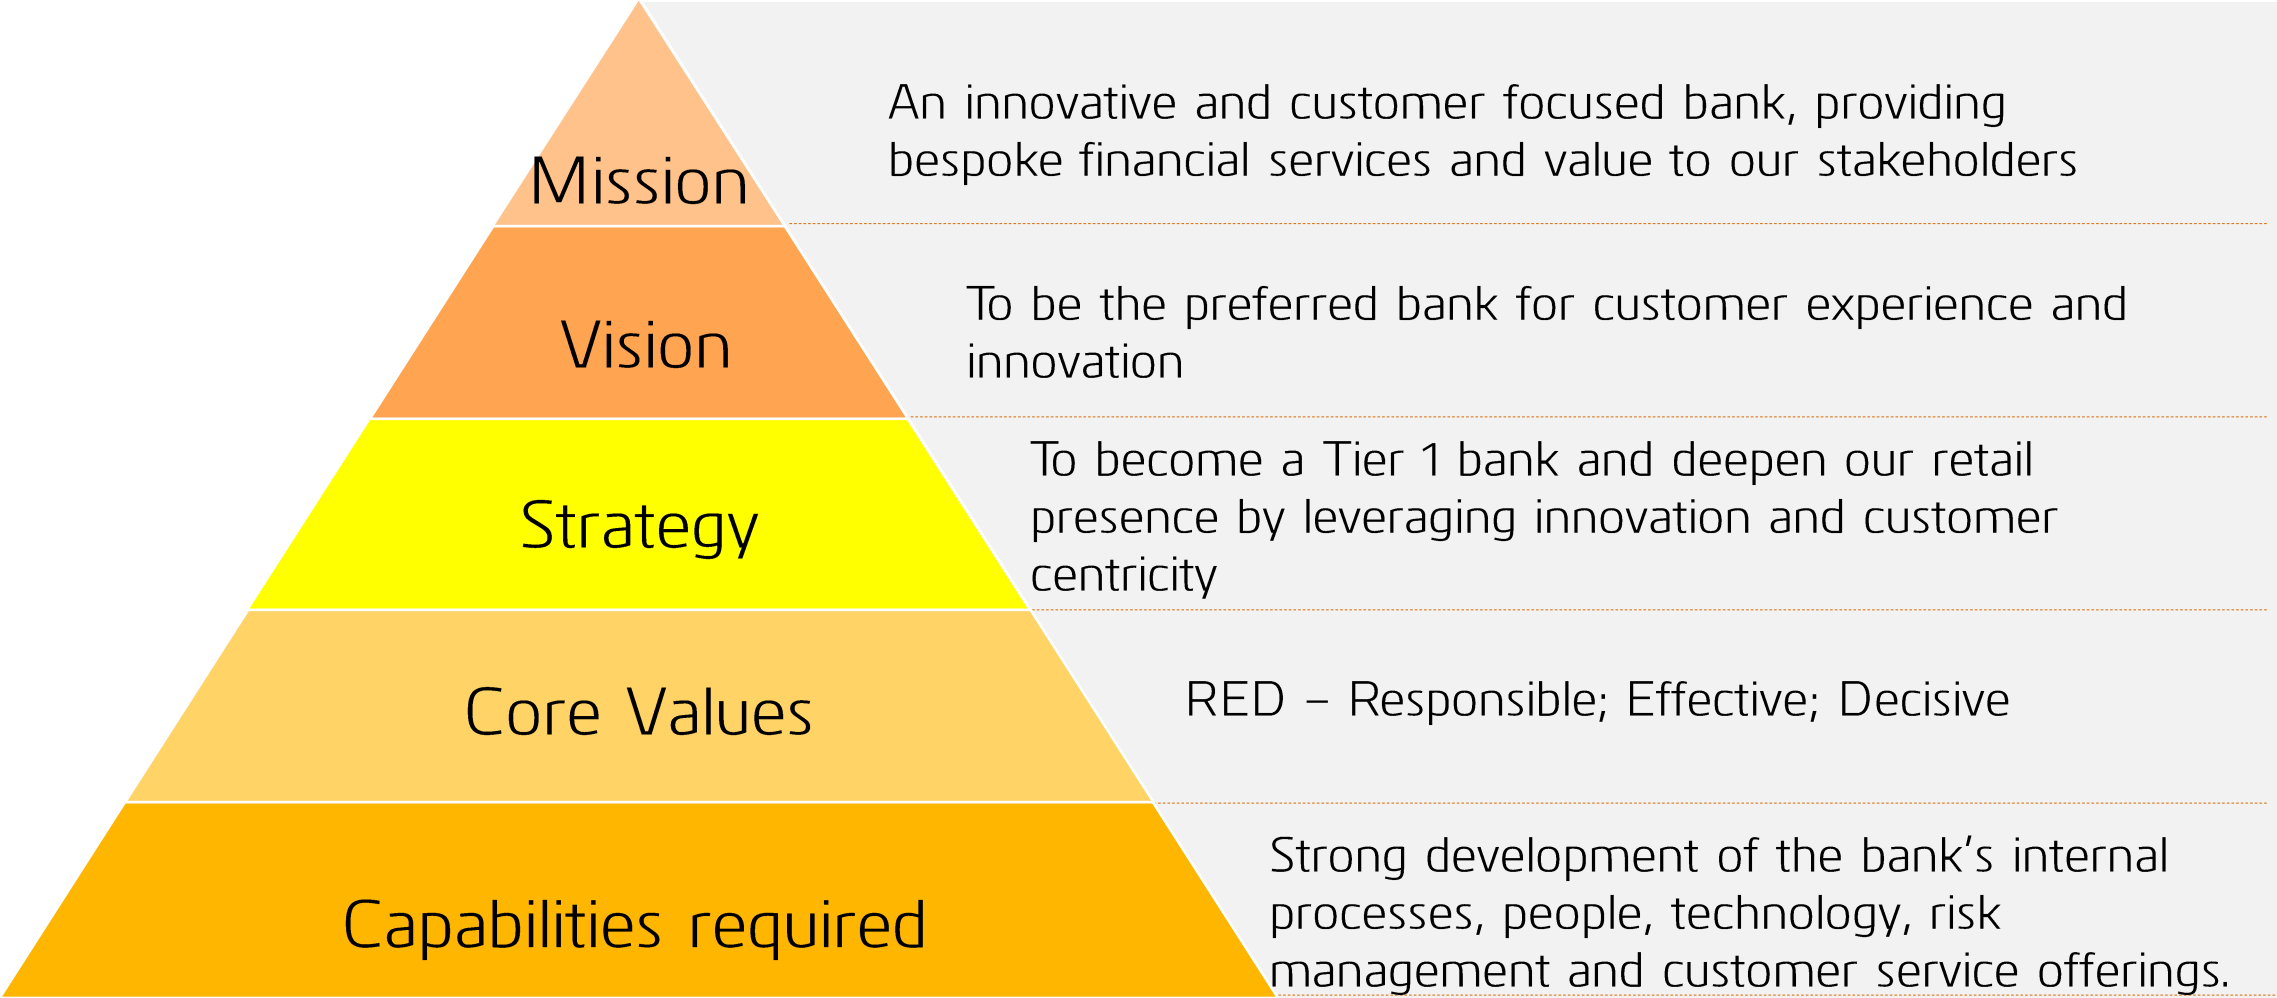 Mission
An innovative and customer focused bank, providing
bespoke financial services and value to our stakeholders
Vision
To be the preferred bank for customer experience and
innovation
Strategy
To become a Tier 1 bank and deepen our retail
presence by leveraging innovation and customer
centricity
Core Values
RED – Responsible; Effective; Decisive
Capabilities required
Strong development of the bank’s internal
processes, people, technology, risk
management and customer service offerings.